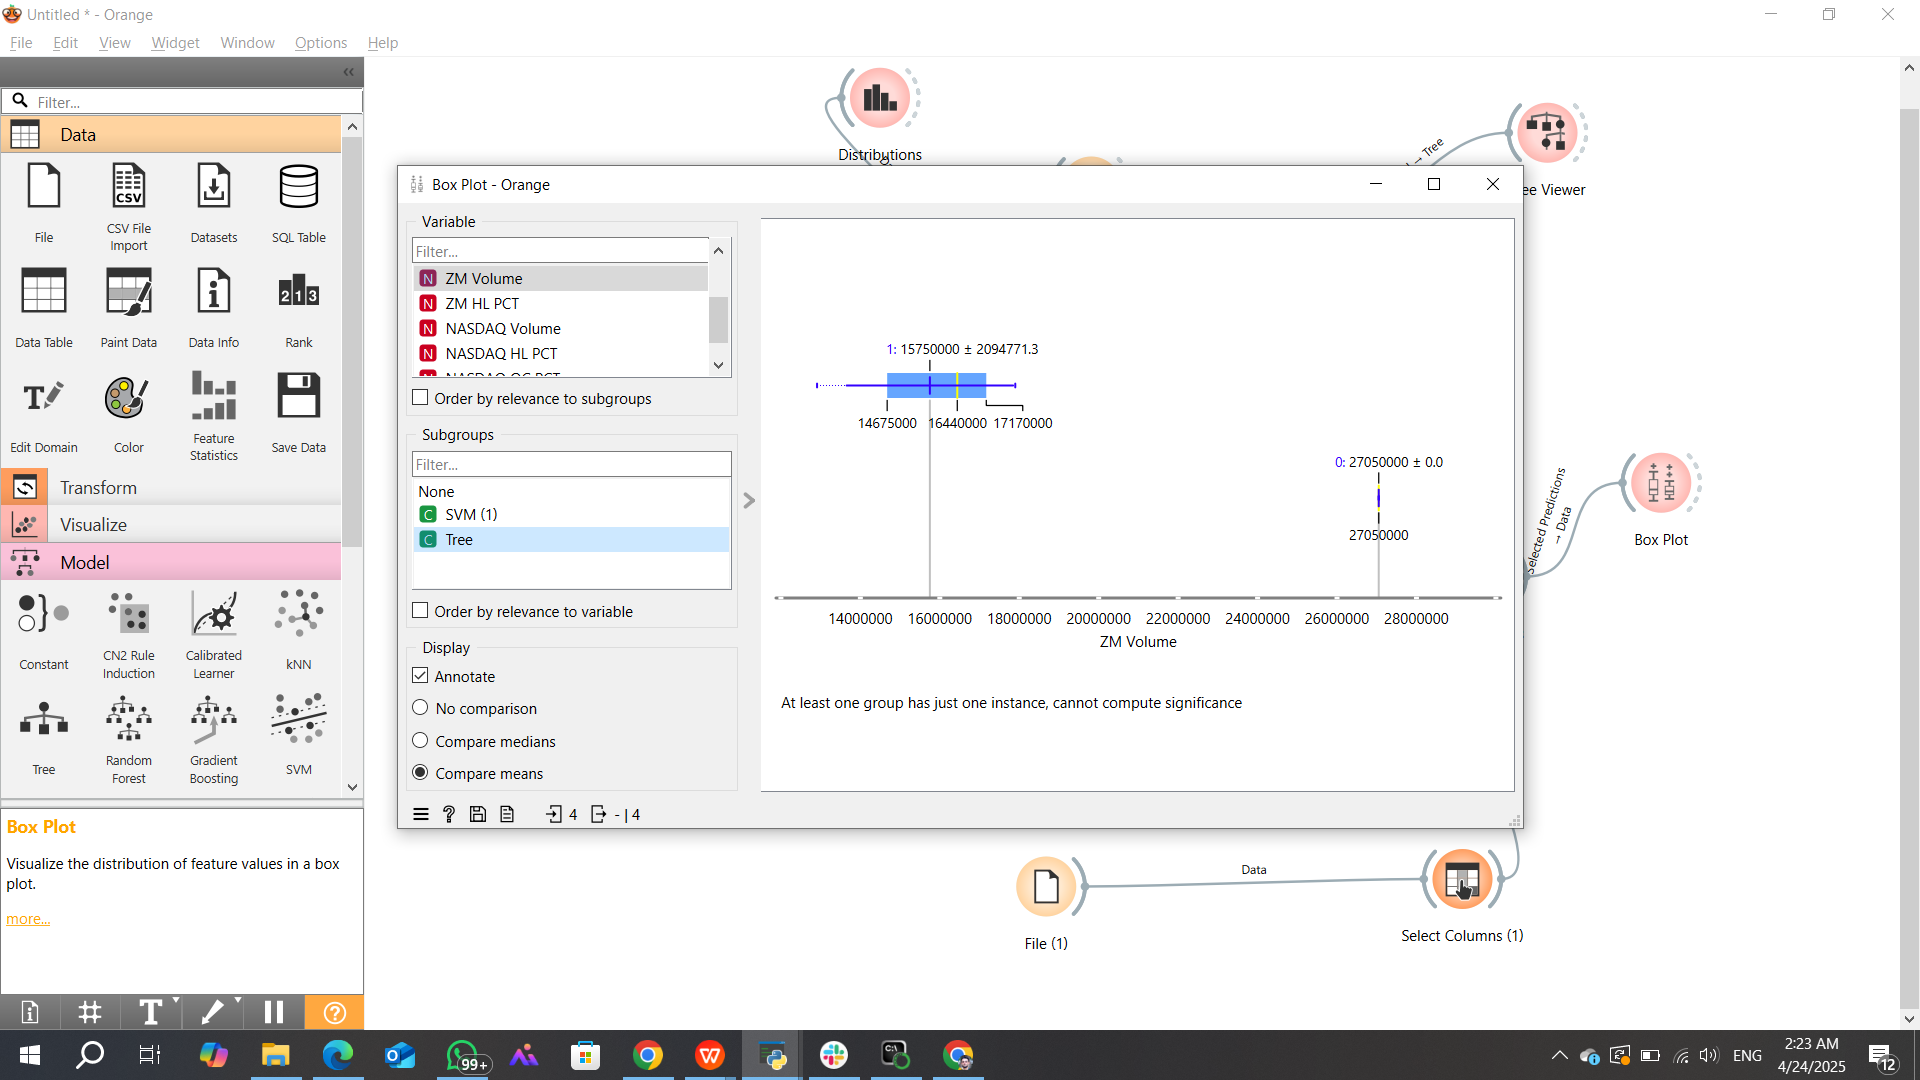 Untitled * - Orange
File Edit View Widget Window Options Help
Filter...
Data
File
CSV File
Import
Datasets
SQL Table
Data Table
Paint Data
Data Info
Rank
Edit Domain
Color
Feature
Statistics
Save Data
Transform
Visualize
Model
Constant
CN2 Rule
Induction
Calibrated
Learner
kNN
Tree
Random
Forest
Gradient
Boosting
SVM
Box Plot
Visualize the distribution of feature values in a box
plot.
more...
Distributions
→ Tree
ee Viewer
Box Plot - Orange
Variable
Filter...
N ZM Volume
N ZM HL PCT
N NASDAQ Volume
N NASDAQ HL PCT
Order by relevance to subgroups
Subgroups
Filter...
None
C SVM (1)
C Tree
Order by relevance to variable
Display
Annotate
No comparison
Compare medians
Compare means
4
- | 4
1: 15750000 ± 2094771.3
14675000 16440000 17170000
0: 27050000 ± 0.0
27050000
14000000 16000000 18000000 20000000 22000000 24000000 26000000 28000000
ZM Volume
At least one group has just one instance, cannot compute significance
Selected Predictions
→ Data
Box Plot
Data
File (1)
Select Columns (1)
99+
ENG
2:23 AM
4/24/2025
12